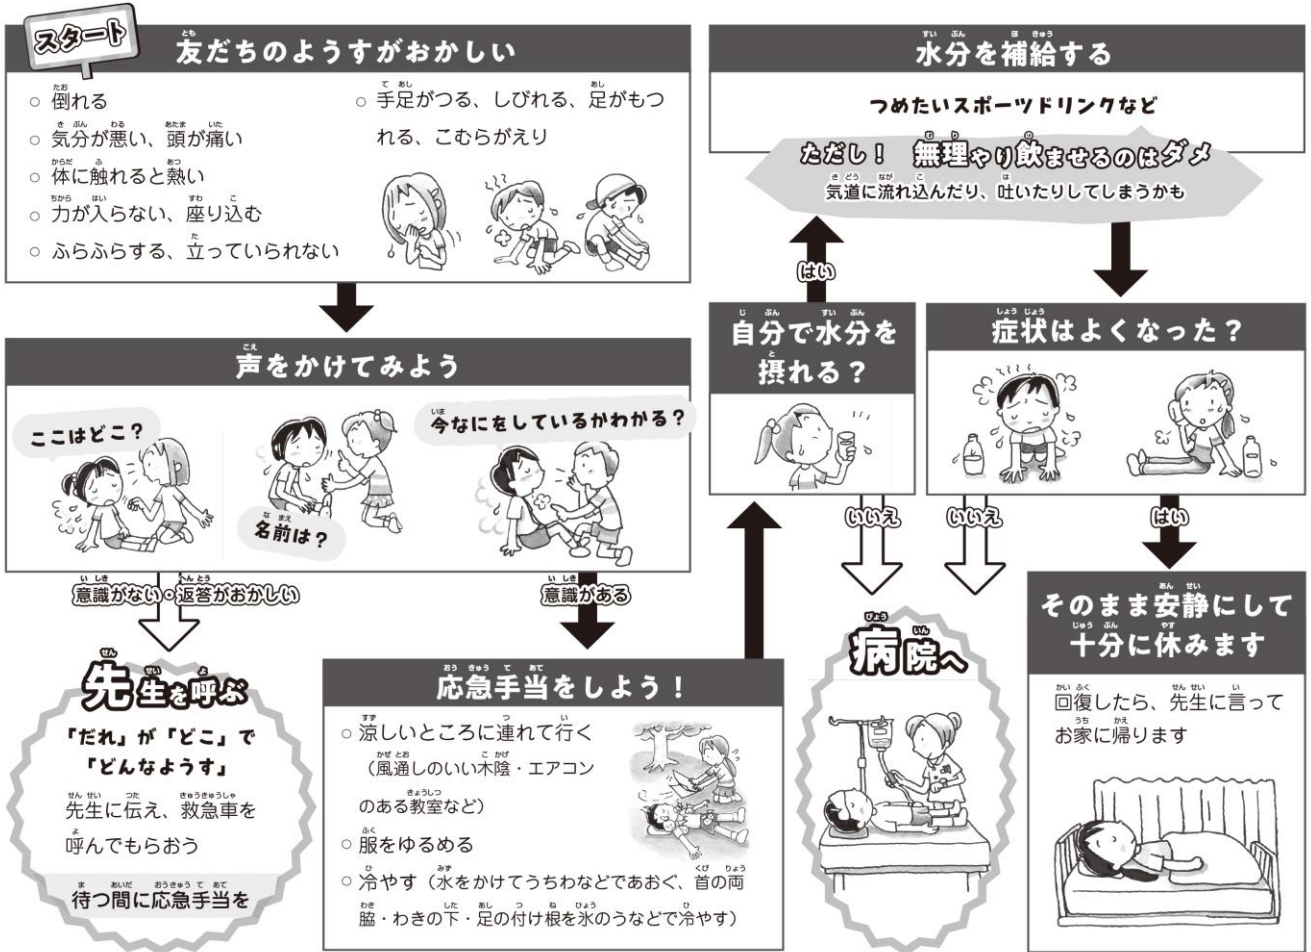 スタート
友だちのようすがおかしい
○ 倒れる
○ 気分が悪い、頭が痛い
○ 体に触れると熱い
○ 力が入らない、座り込む
○ ふらふらする、立っていられない
○ 手足がつる、しびれる、足がもつ
れる、こむらがえり
声をかけてみよう
ここはどこ？
名前は？
今なにをしているかわかる？
意識がない・返答がおかしい
意識がある
先生を呼ぶ
『だれ』が『どこ』で
『どんなようす』
先生に伝え、救急車を
呼んでもらおう
待つ間に応急手当を
応急手当をしよう！
○ 涼しいところに連れて行く
（風通しのいい木陰・エアコン
のある教室など）
○ 服をゆるめる
○ 冷やす（水をかけてうちわなどであおぐ、首の両
脇・わきの下・足の付け根を氷のうなどで冷やす）
自分で水分を
摂れる？
はい
いいえ
水分を補給する
つめたいスポーツドリンクなど
ただし！ 無理やり飲ませるのはダメ
気道に流れ込んだり、吐いたりしてしまうかも
症状はよくなった？
いいえ
はい
病院へ
そのまま安静にして
十分に休みます
回復したら、先生に言って
お家に帰ります